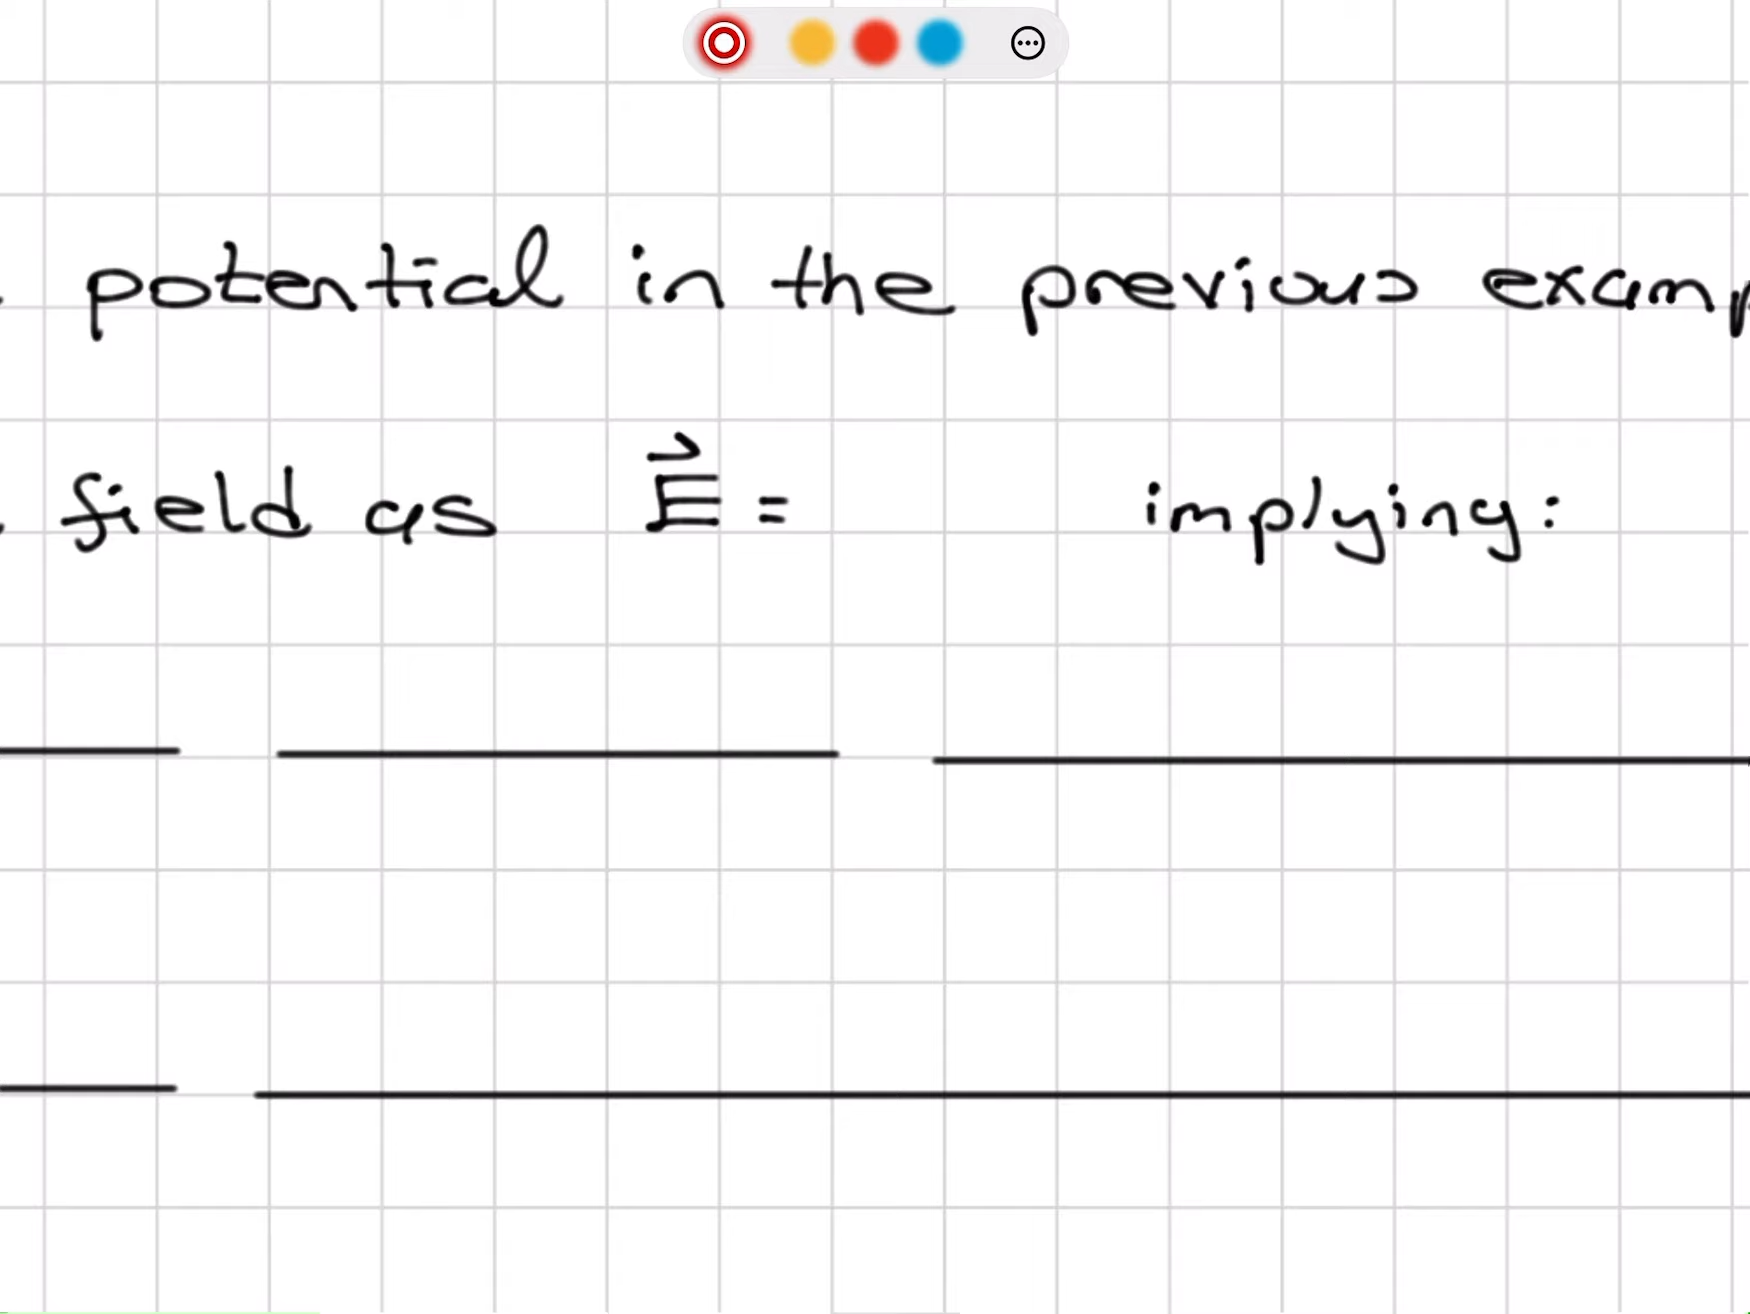 potential in the previous examp
field as E⃗ = implying: